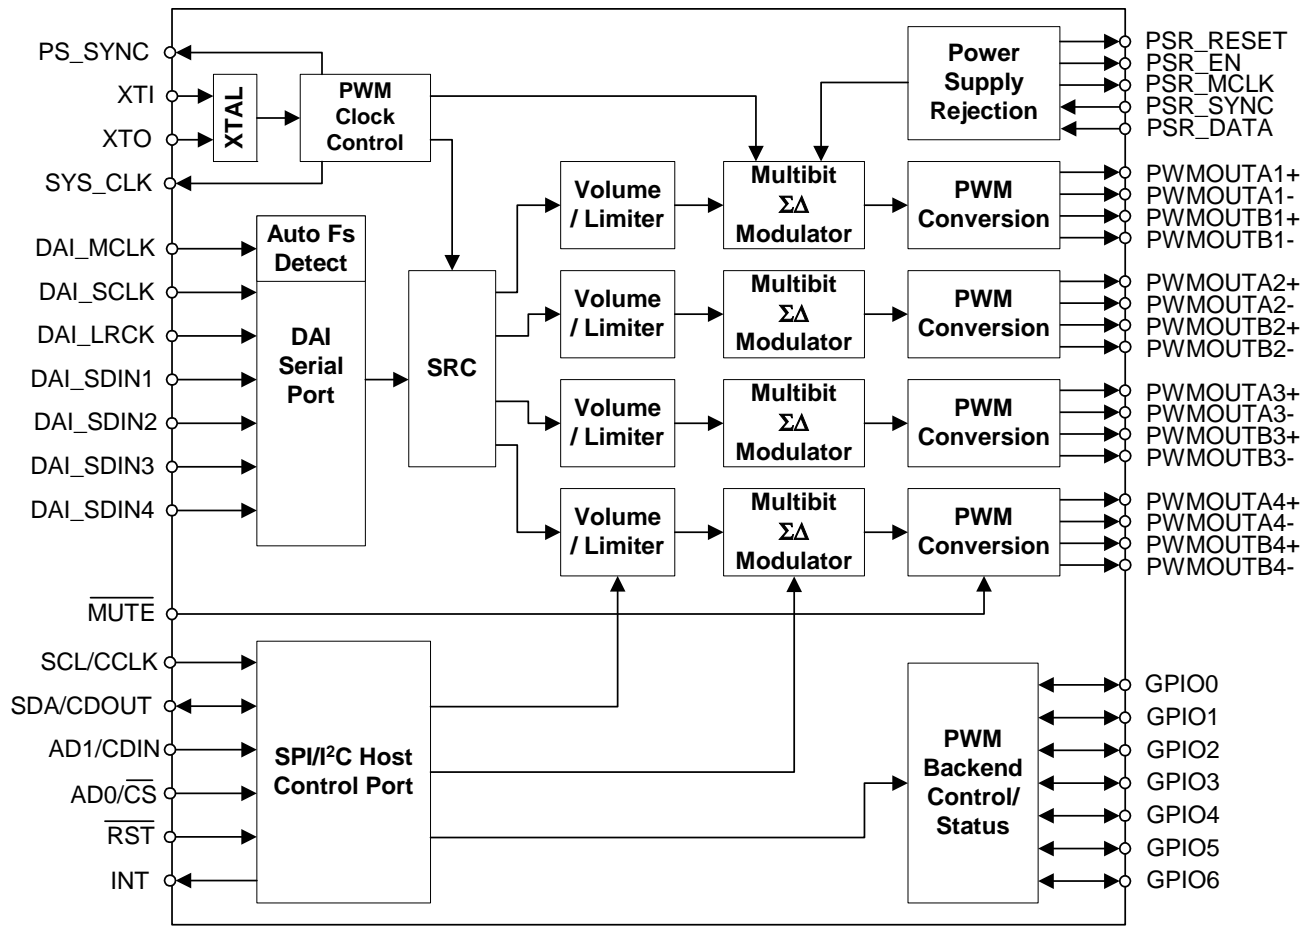 PS_SYNC
XTI
XTO
SYS_CLK
XTAL
PWM
Clock
Control
Power
Supply
Rejection
PSR_RESET
PSR_EN
PSR_MCLK
PSR_SYNC
PSR_DATA
DAI_MCLK
DAI_SCLK
DAI_LRCK
DAI_SDIN1
DAI_SDIN2
DAI_SDIN3
DAI_SDIN4
Auto Fs
Detect
DAI
Serial
Port
SRC
Volume
/ Limiter
Multibit
ΣΔ
Modulator
PWM
Conversion
PWMOUTA1+
PWMOUTA1-
PWMOUTB1+
PWMOUTB1-
Volume
/ Limiter
Multibit
ΣΔ
Modulator
PWM
Conversion
PWMOUTA2+
PWMOUTA2-
PWMOUTB2+
PWMOUTB2-
Volume
/ Limiter
Multibit
ΣΔ
Modulator
PWM
Conversion
PWMOUTA3+
PWMOUTA3-
PWMOUTB3+
PWMOUTB3-
Volume
/ Limiter
Multibit
ΣΔ
Modulator
PWM
Conversion
PWMOUTA4+
PWMOUTA4-
PWMOUTB4+
PWMOUTB4-
MUTE
SCL/CCLK
SDA/CDOUT
AD1/CDIN
AD0/CS
RST
INT
SPI/I²C Host
Control Port
PWM
Backend
Control/
Status
GPIO0
GPIO1
GPIO2
GPIO3
GPIO4
GPIO5
GPIO6